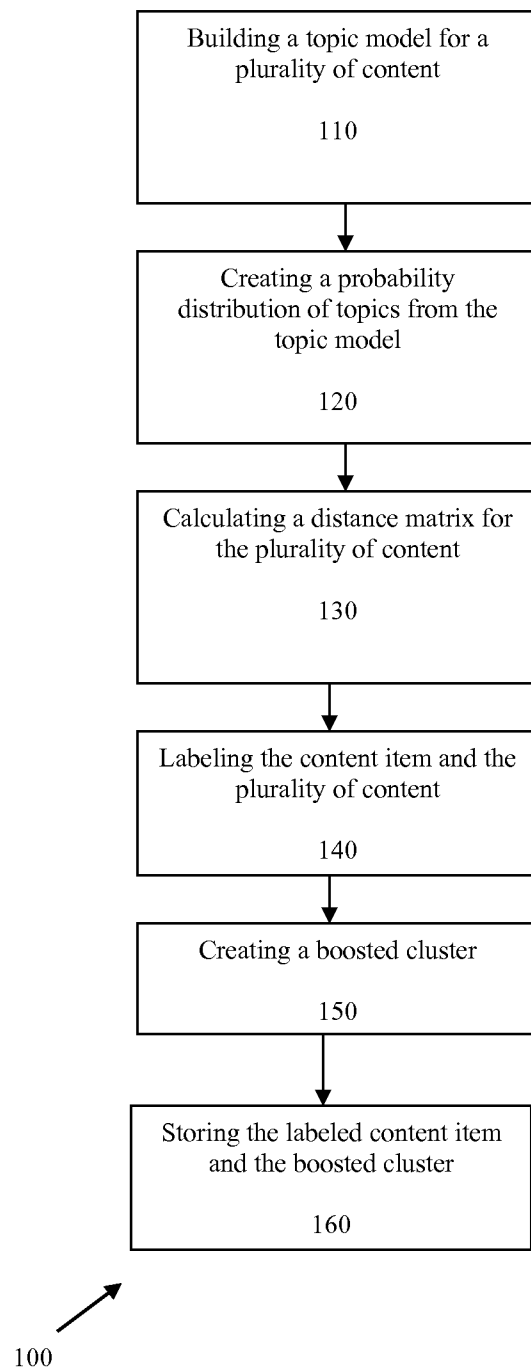 Building a topic model for a
plurality of content
110
Creating a probability
distribution of topics from the
topic model
120
Calculating a distance matrix for
the plurality of content
130
Labeling the content item and the
plurality of content
140
Creating a boosted cluster
150
Storing the labeled content item
and the boosted cluster
160
100